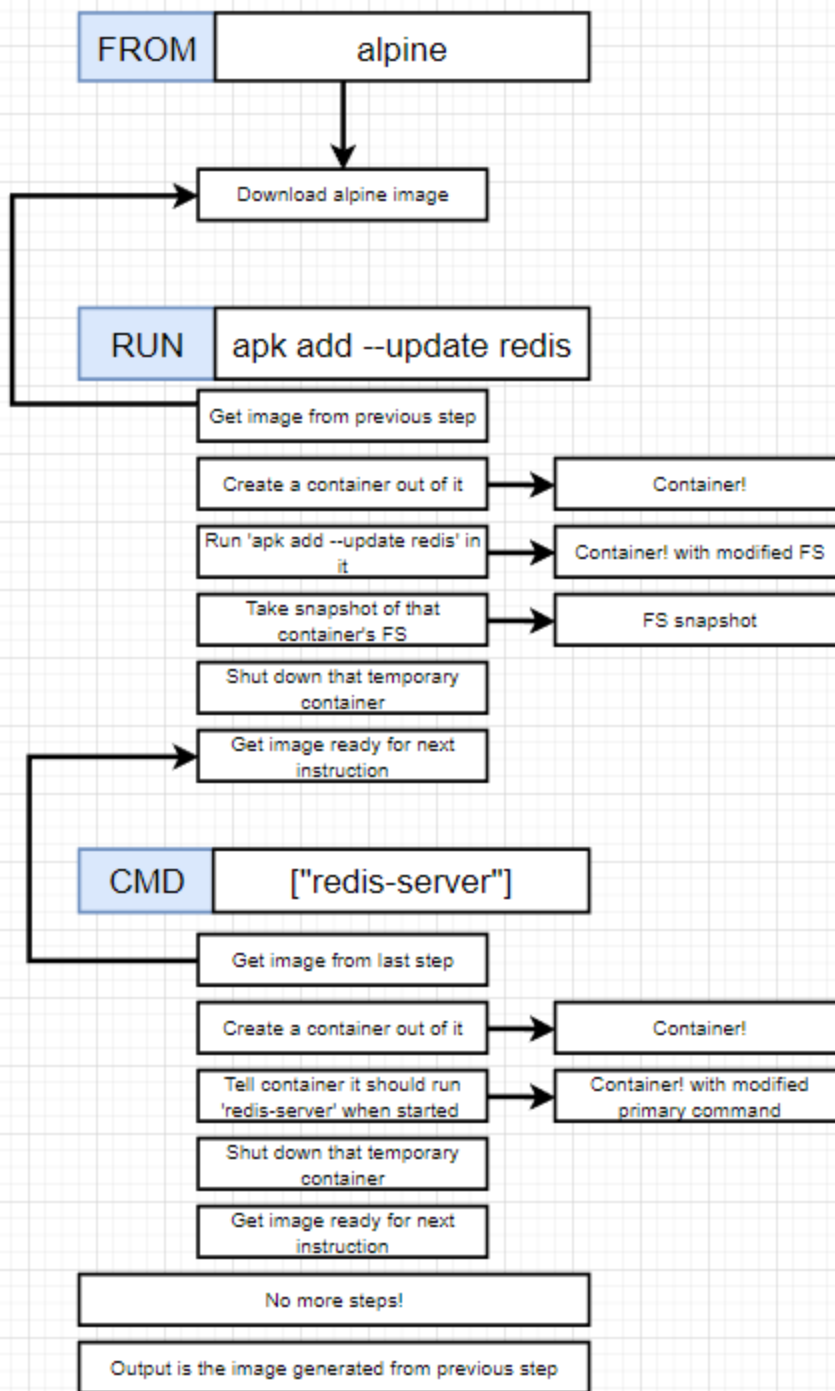 FROM alpine
Download alpine image
RUN apk add --update redis
Get image from previous step
Create a container out of it
Container!
Run 'apk add --update redis' in
it
Container! with modified FS
Take snapshot of that
container's FS
FS snapshot
Shut down that temporary
container
Get image ready for next
instruction
CMD ["redis-server"]
Get image from last step
Create a container out of it
Container!
Tell container it should run
'redis-server' when started
Container! with modified
primary command
Shut down that temporary
container
Get image ready for next
instruction
No more steps!
Output is the image generated from previous step